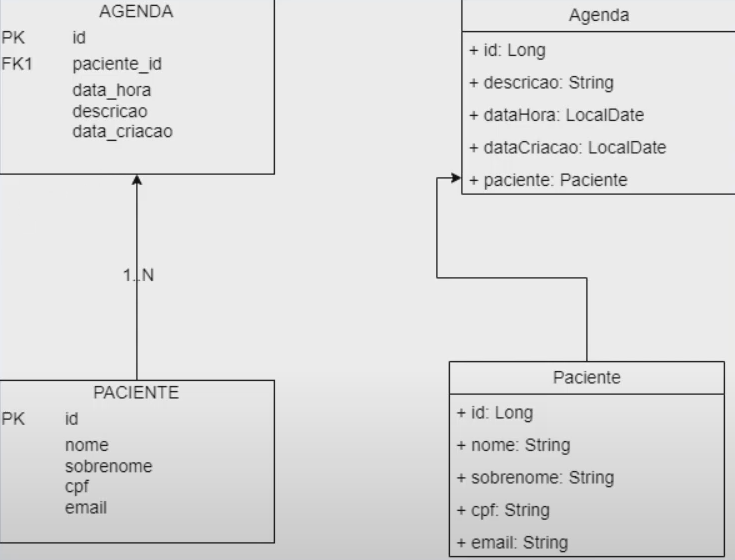 AGENDA
PK id
FK1 paciente_id
data_hora
descricao
data_criacao
1..N
PACIENTE
PK id
nome
sobrenome
cpf
email
Agenda
+ id: Long
+ descricao: String
+ dataHora: LocalDate
+ dataCriacao: LocalDate
+ paciente: Paciente
Paciente
+ id: Long
+ nome: String
+ sobrenome: String
+ cpf: String
+ email: String